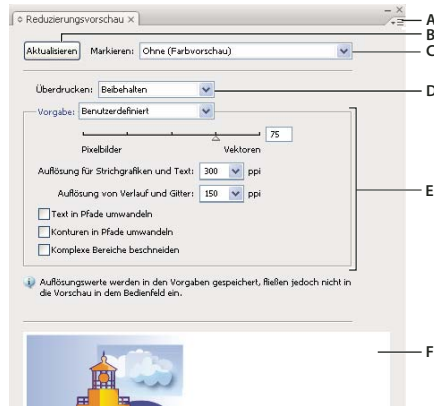 Reduzierungsvorschau ×
A
B
Aktualisieren Markieren: Ohne (Farbvorschau)
C
Überdrucken: Beibehalten
D
Vorgabe: Benutzerdefiniert
75
Pixelbilder Vektoren
Auflösung für Strichgrafiken und Text: 300 ppi
E
Auflösung von Verlauf und Gitter: 150 ppi
Text in Pfade umwandeln
Konturen in Pfade umwandeln
Komplexe Bereiche beschneiden
Auflösungswerte werden in den Vorgaben gespeichert, fließen jedoch nicht in
die Vorschau in dem Bedienfeld ein.
F